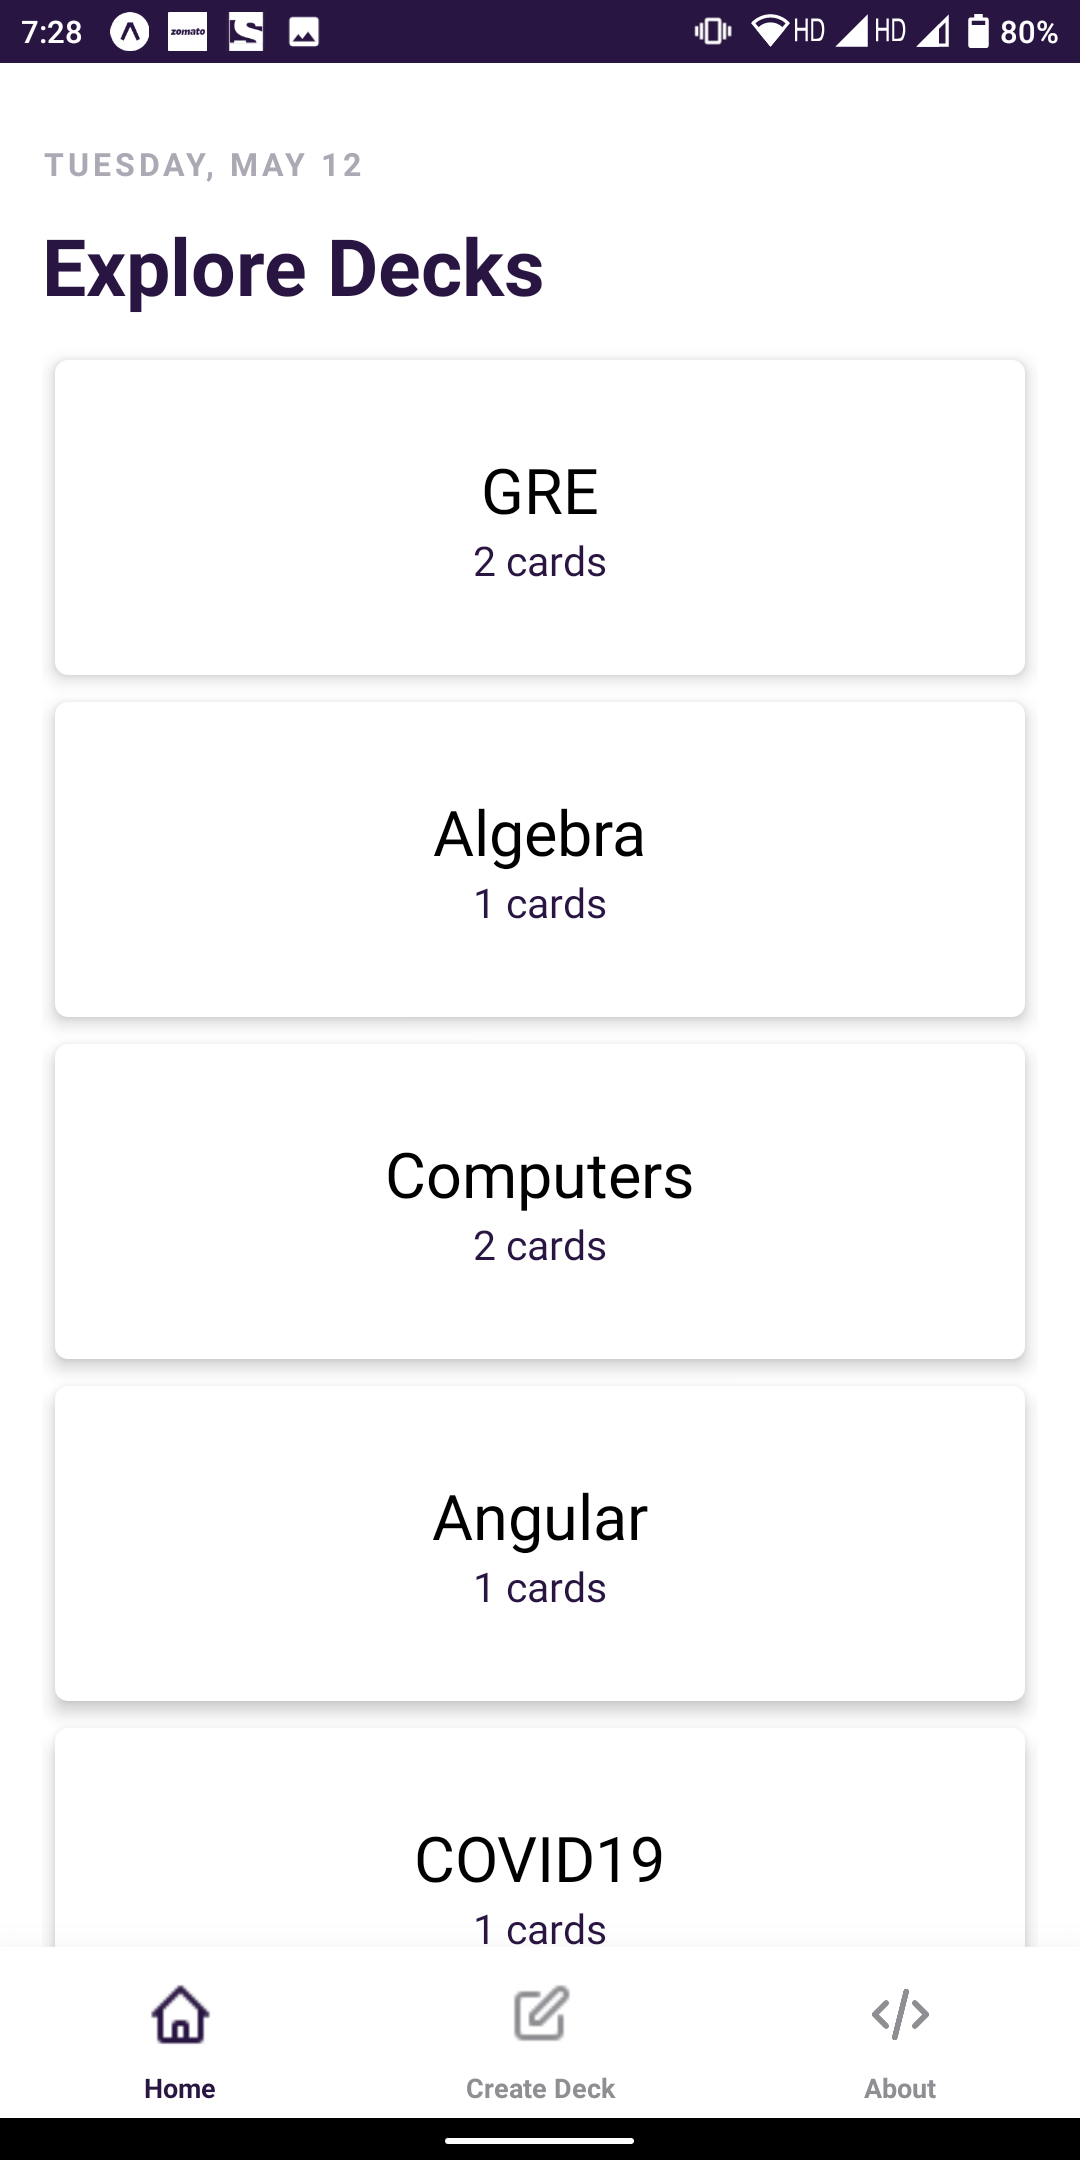 7:28 zomato HD HD 80%
TUESDAY, MAY 12
Explore Decks
GRE
2 cards
Algebra
1 cards
Computers
2 cards
Angular
1 cards
COVID19
1 cards
Home Create Deck About